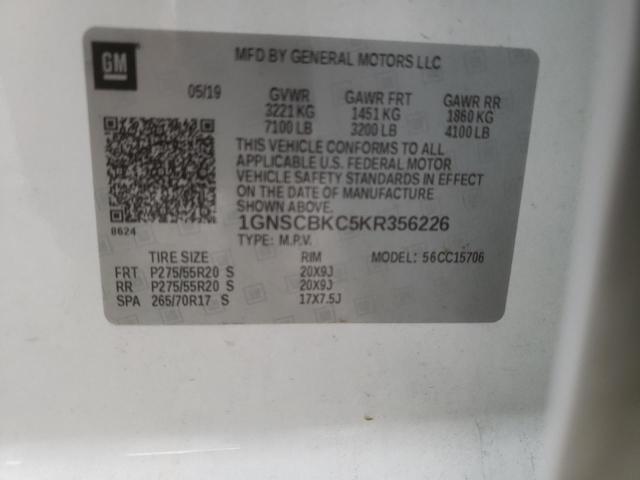 GM
MFD BY GENERAL MOTORS LLC
05/19 GVWR GAWR FRT GAWR RR
3221 KG 1451 KG 1860 KG
7100 LB 3200 LB 4100 LB
THIS VEHICLE CONFORMS TO ALL
APPLICABLE U.S. FEDERAL MOTOR
VEHICLE SAFETY STANDARDS IN EFFECT
ON THE DATE OF MANUFACTURE
SHOWN ABOVE.
8624
1GNSCBKC5KR356226
TYPE: M.P.V. 56CC15706
TIRE SIZE RIM
FRT P275/55R20 S 20X9J
RR P275/55R20 S 20X9J
SPA 265/70R17 S 17X7.5J